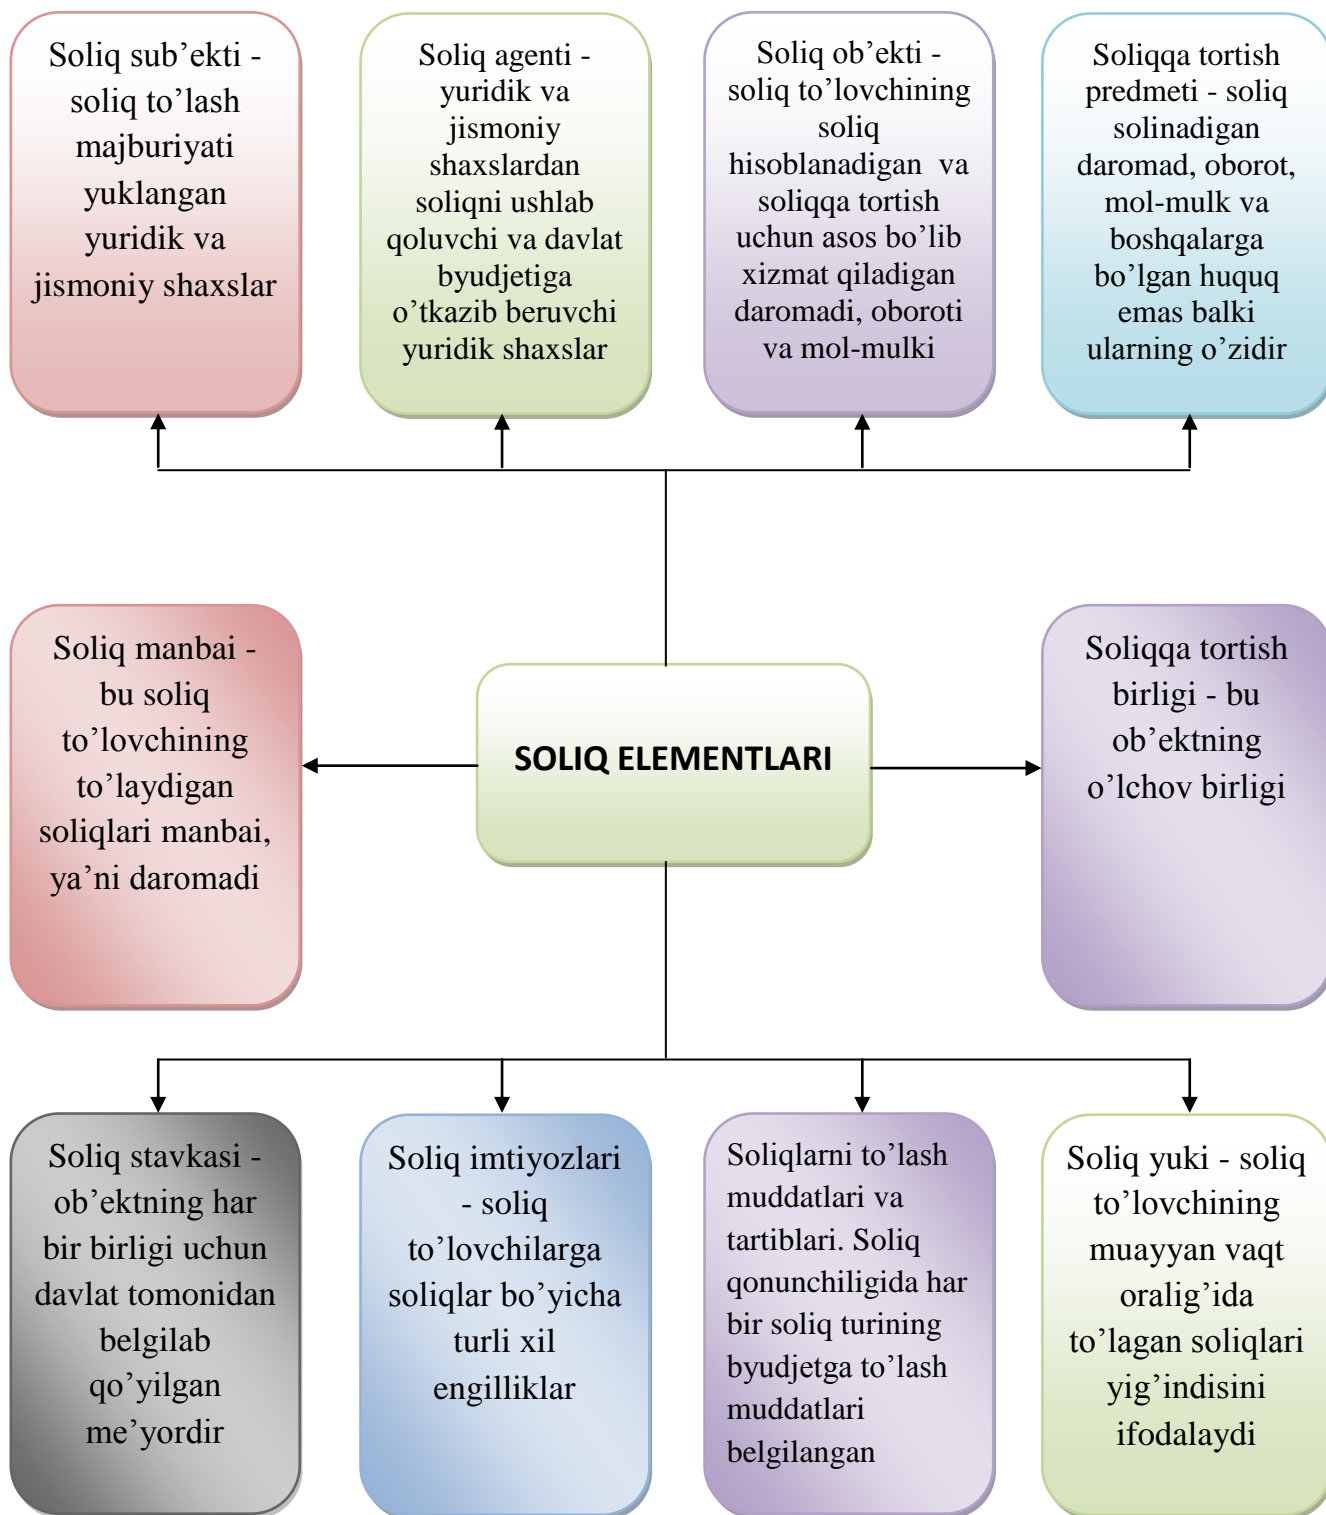 Soliq sub’ekti -
soliq to’lash
majburiyati
yuklangan
yuridik va
jismoniy shaxslar
Soliq agenti -
yuridik va
jismoniy
shaxslardan
soliqni ushlab
qoluvchi va davlat
byudjetiga
o’tkazib beruvchi
yuridik shaxslar
Soliq ob’ekti -
soliq to’lovchining
soliq
hisoblanadigan va
soliqqa tortish
uchun asos bo’lib
xizmat qiladigan
daromadi, oboroti
va mol-mulki
Soliqqa tortish
predmeti - soliq
solinadigan
daromad, oborot,
mol-mulk va
boshqalarga
bo’lgan huquq
emas balki
ularning o’zidir
Soliq manbai -
bu soliq
to’lovchining
to’laydigan
soliqlari manbai,
ya’ni daromadi
SOLIQ ELEMENTLARI
Soliqqa tortish
birligi - bu
ob’ektning
o’lchov birligi
Soliq stavkasi -
ob’ektning har
bir birligi uchun
davlat tomonidan
belgilab
qo’yilgan
me’yordir
Soliq imtiyozlari
- soliq
to’lovchilarga
soliqlar bo’yicha
turli xil
engilliklar
Soliqlarni to’lash
muddatlari va
tartiblari. Soliq
qonunchiligida har
bir soliq turining
byudjetga to’lash
muddatlari
belgilangan
Soliq yuki - soliq
to’lovchining
muayyan vaqt
oralig’ida
to’lagan soliqlari
yig’indisini
ifodalaydi